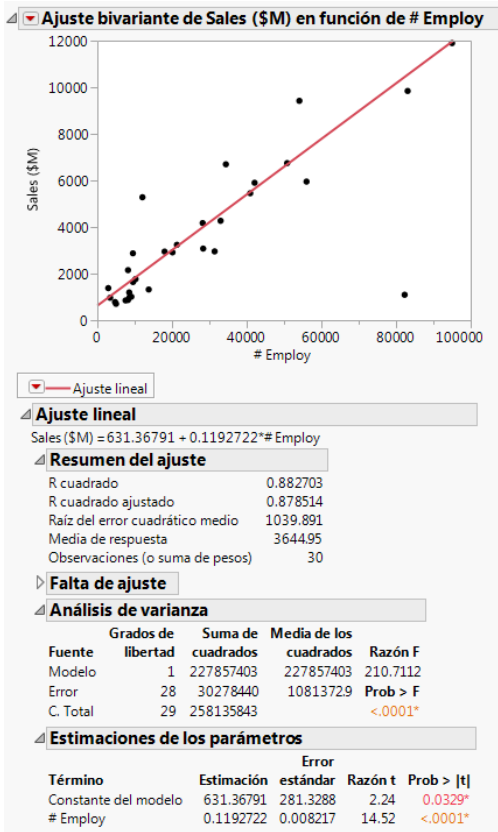 Ajuste bivariante de Sales ($M) en función de # Employ
12000
10000
8000
6000
4000
2000
0
Sales ($M)
0 20000 40000 60000 80000 100000
# Employ
Ajuste lineal
Ajuste lineal
Sales ($M) = 631.36791 + 0.1192722*# Employ
Resumen del ajuste
R cuadrado 0.882703
R cuadrado ajustado 0.878514
Raíz del error cuadrático medio 1039.891
Media de respuesta 3644.95
Observaciones (o suma de pesos) 30
Falta de ajuste
Análisis de varianza
Grados de Suma de Media de los
Fuente libertad cuadrados cuadrados Razón F
Modelo 1 227857403 227857403 210.7112
Error 28 30278440 1081372.9 Prob > F
C. Total 29 258135843 <.0001*
Estimaciones de los parámetros
Error
Término Estimación estándar Razón t Prob > |t|
Constante del modelo 631.36791 281.3288 2.24 0.0329*
# Employ 0.1192722 0.008217 14.52 <.0001*